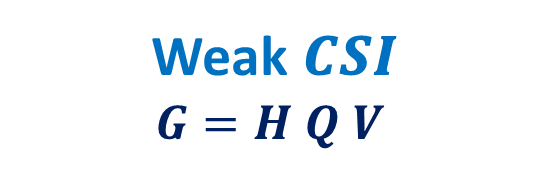 Weak CSI
G = H Q V